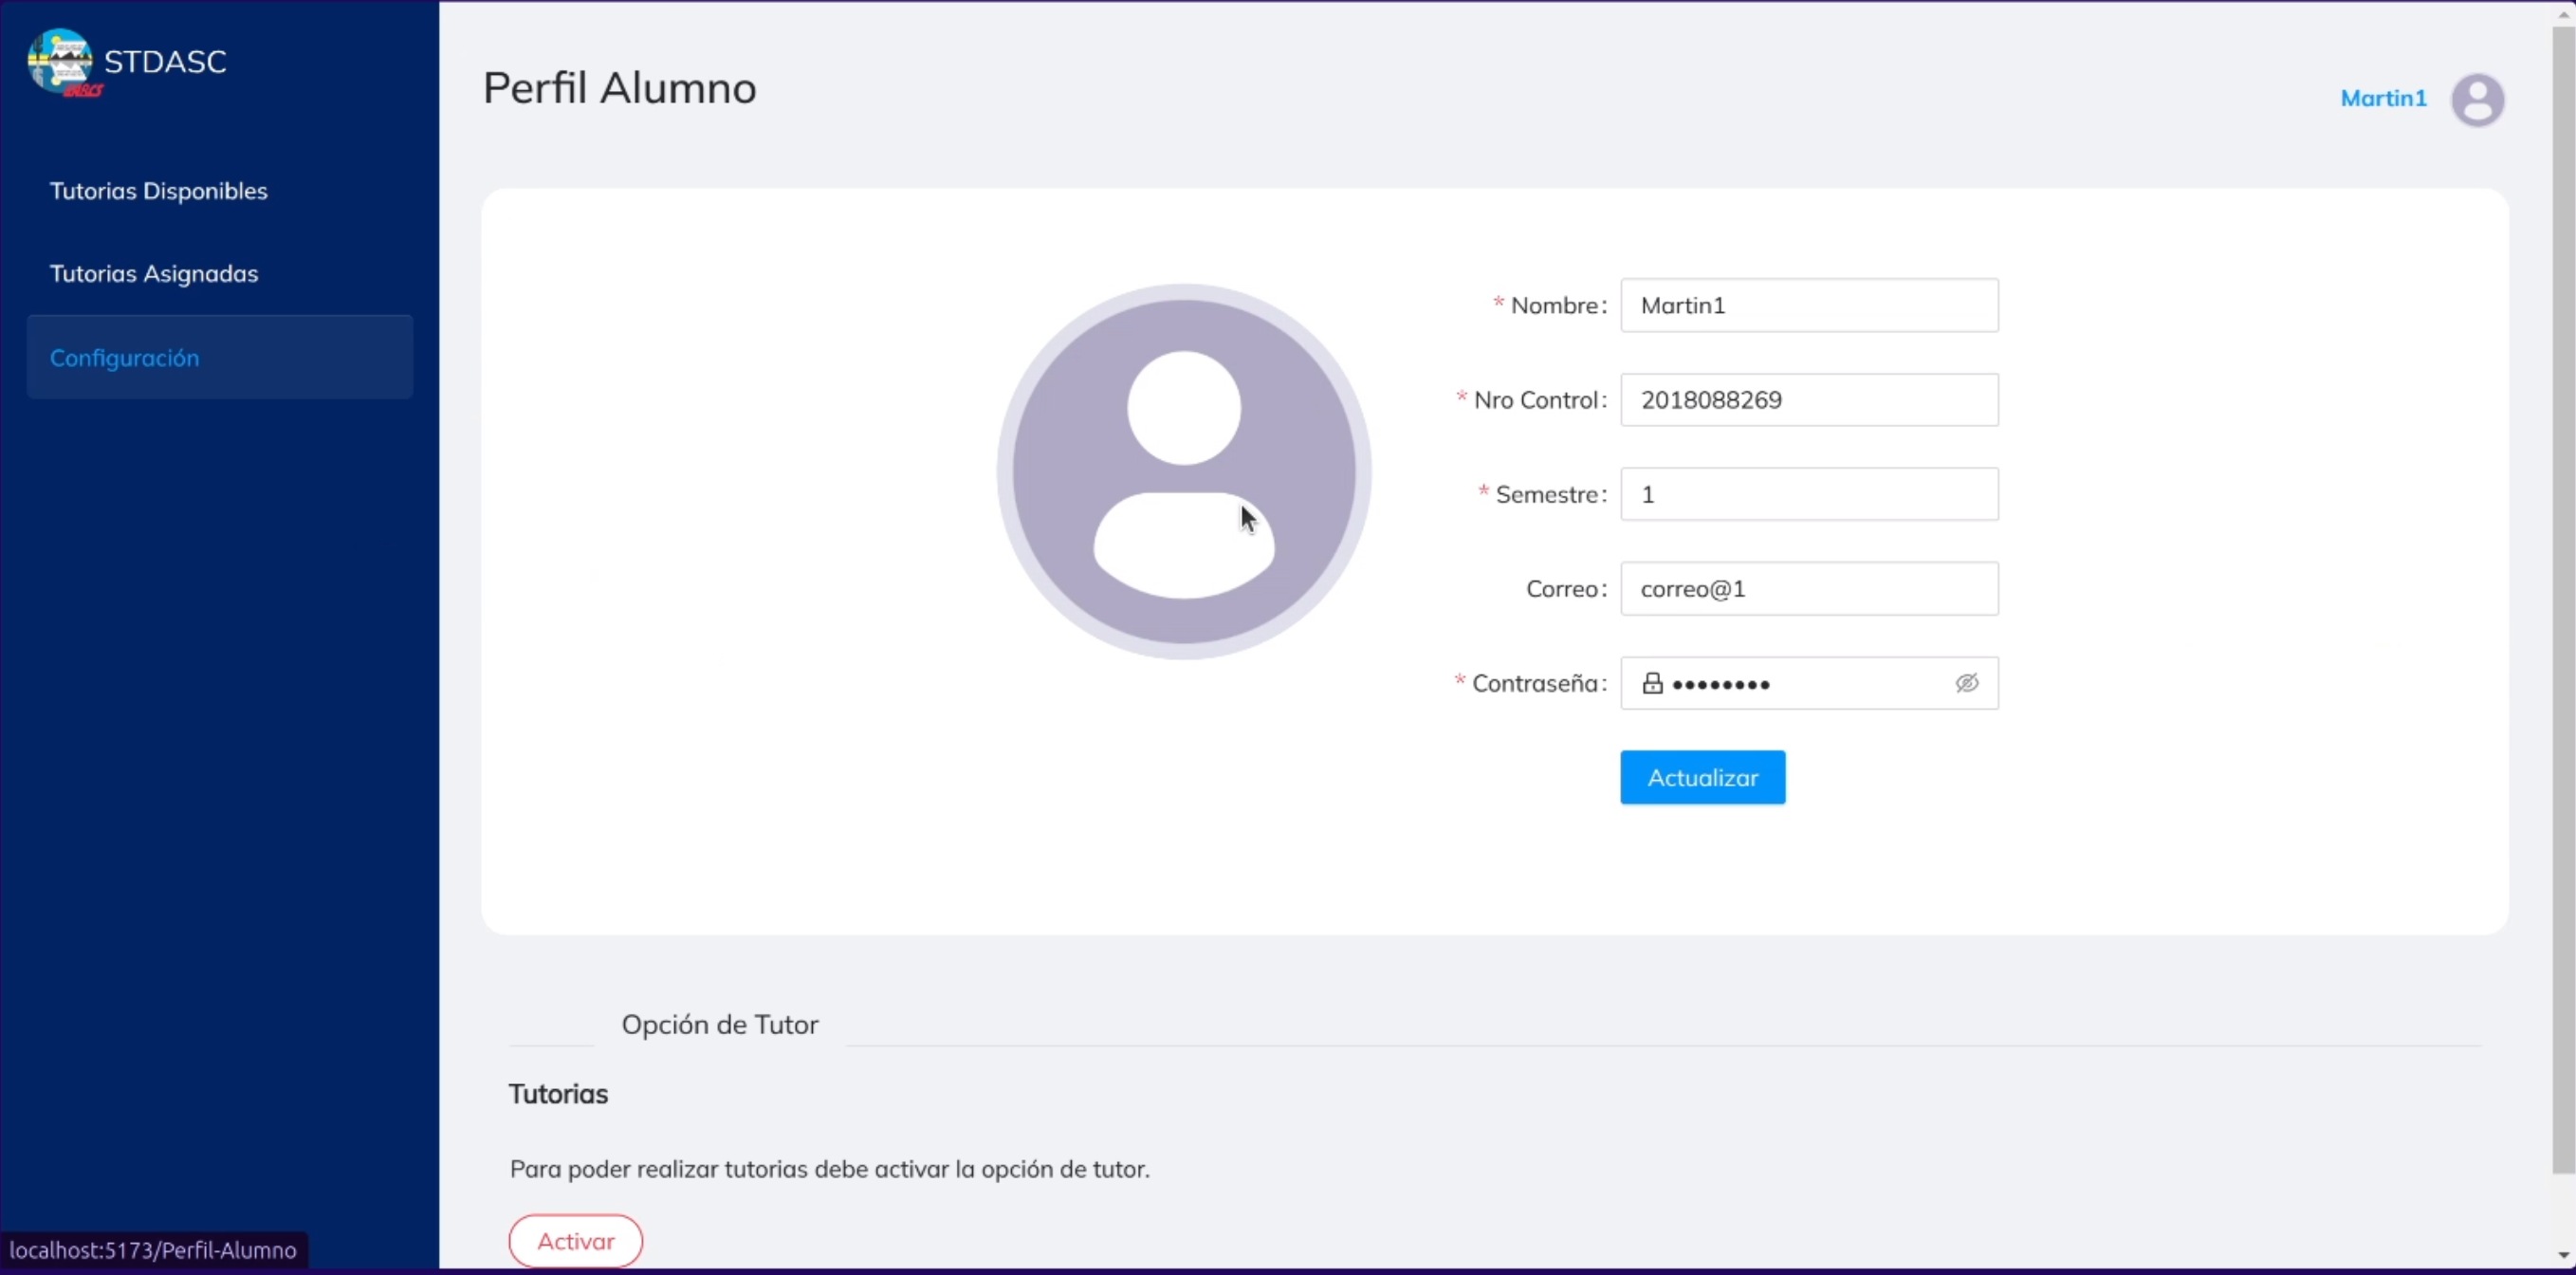 STDASC
Perfil Alumno
Martin1
Tutorias Disponibles
Tutorias Asignadas
Configuración
* Nombre: Martin1
* Nro Control: 2018088269
* Semestre: 1
Correo: correo@1
* Contraseña: ••••••••
Actualizar
Opción de Tutor
Tutorias
Para poder realizar tutorias debe activar la opción de tutor.
Activar
localhost:5173/Perfil-Alumno